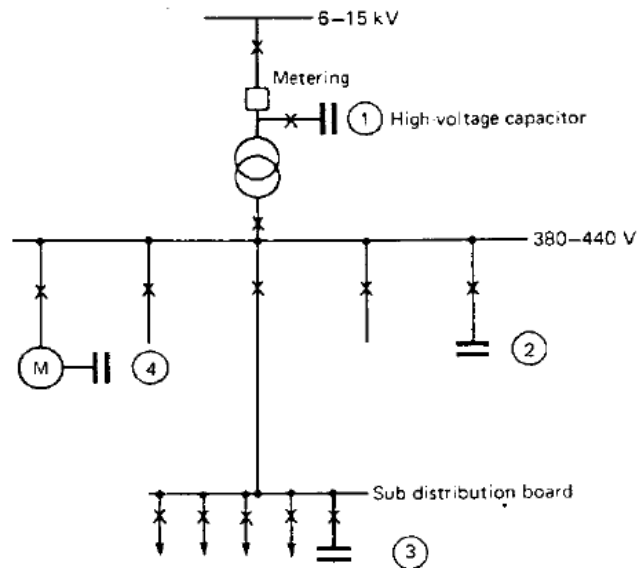 6–15 kV
Metering
1 High-voltage capacitor
380–440 V
M
4
2
Sub distribution board
3